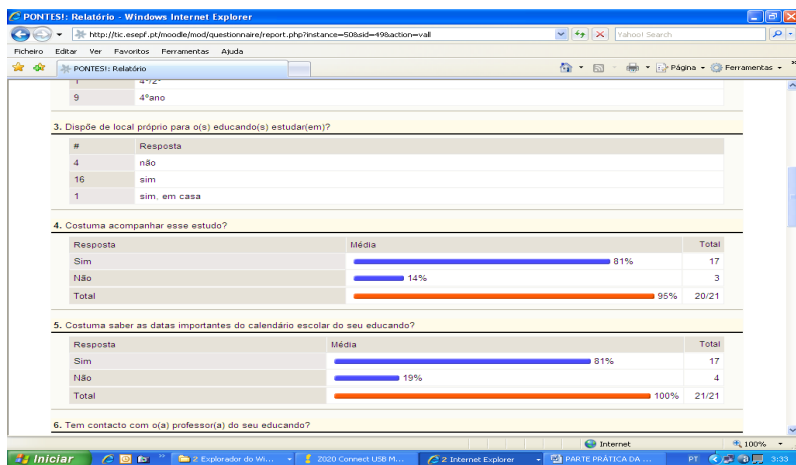 PONTES!: Relatório - Windows Internet Explorer
http://tic.esepf.pt/moodle/mod/questionnaire/report.php?instance=50&sid=49&action=vall
Yahoo! Search
Ficheiro Editar Ver Favoritos Ferramentas Ajuda
PONTES!: Relatório
Página Ferramentas
1 4º/2º
9 4ºano
3. Dispõe de local próprio para o(s) educando(s) estudar(em)?
# Resposta
4 não
16 sim
1 sim, em casa
4. Costuma acompanhar esse estudo?
Resposta Média Total
Sim 81% 17
Não 14% 3
Total 95% 20/21
5. Costuma saber as datas importantes do calendário escolar do seu educando?
Resposta Média Total
Sim 81% 17
Não 19% 4
Total 100% 21/21
6. Tem contacto com o(a) professor(a) do seu educando?
Internet 100%
Iniciar 2 Explorador do Wi... ZO20 Connect USB M... 2 Internet Explorer PARTE PRÁTICA DA ... PT 3:33